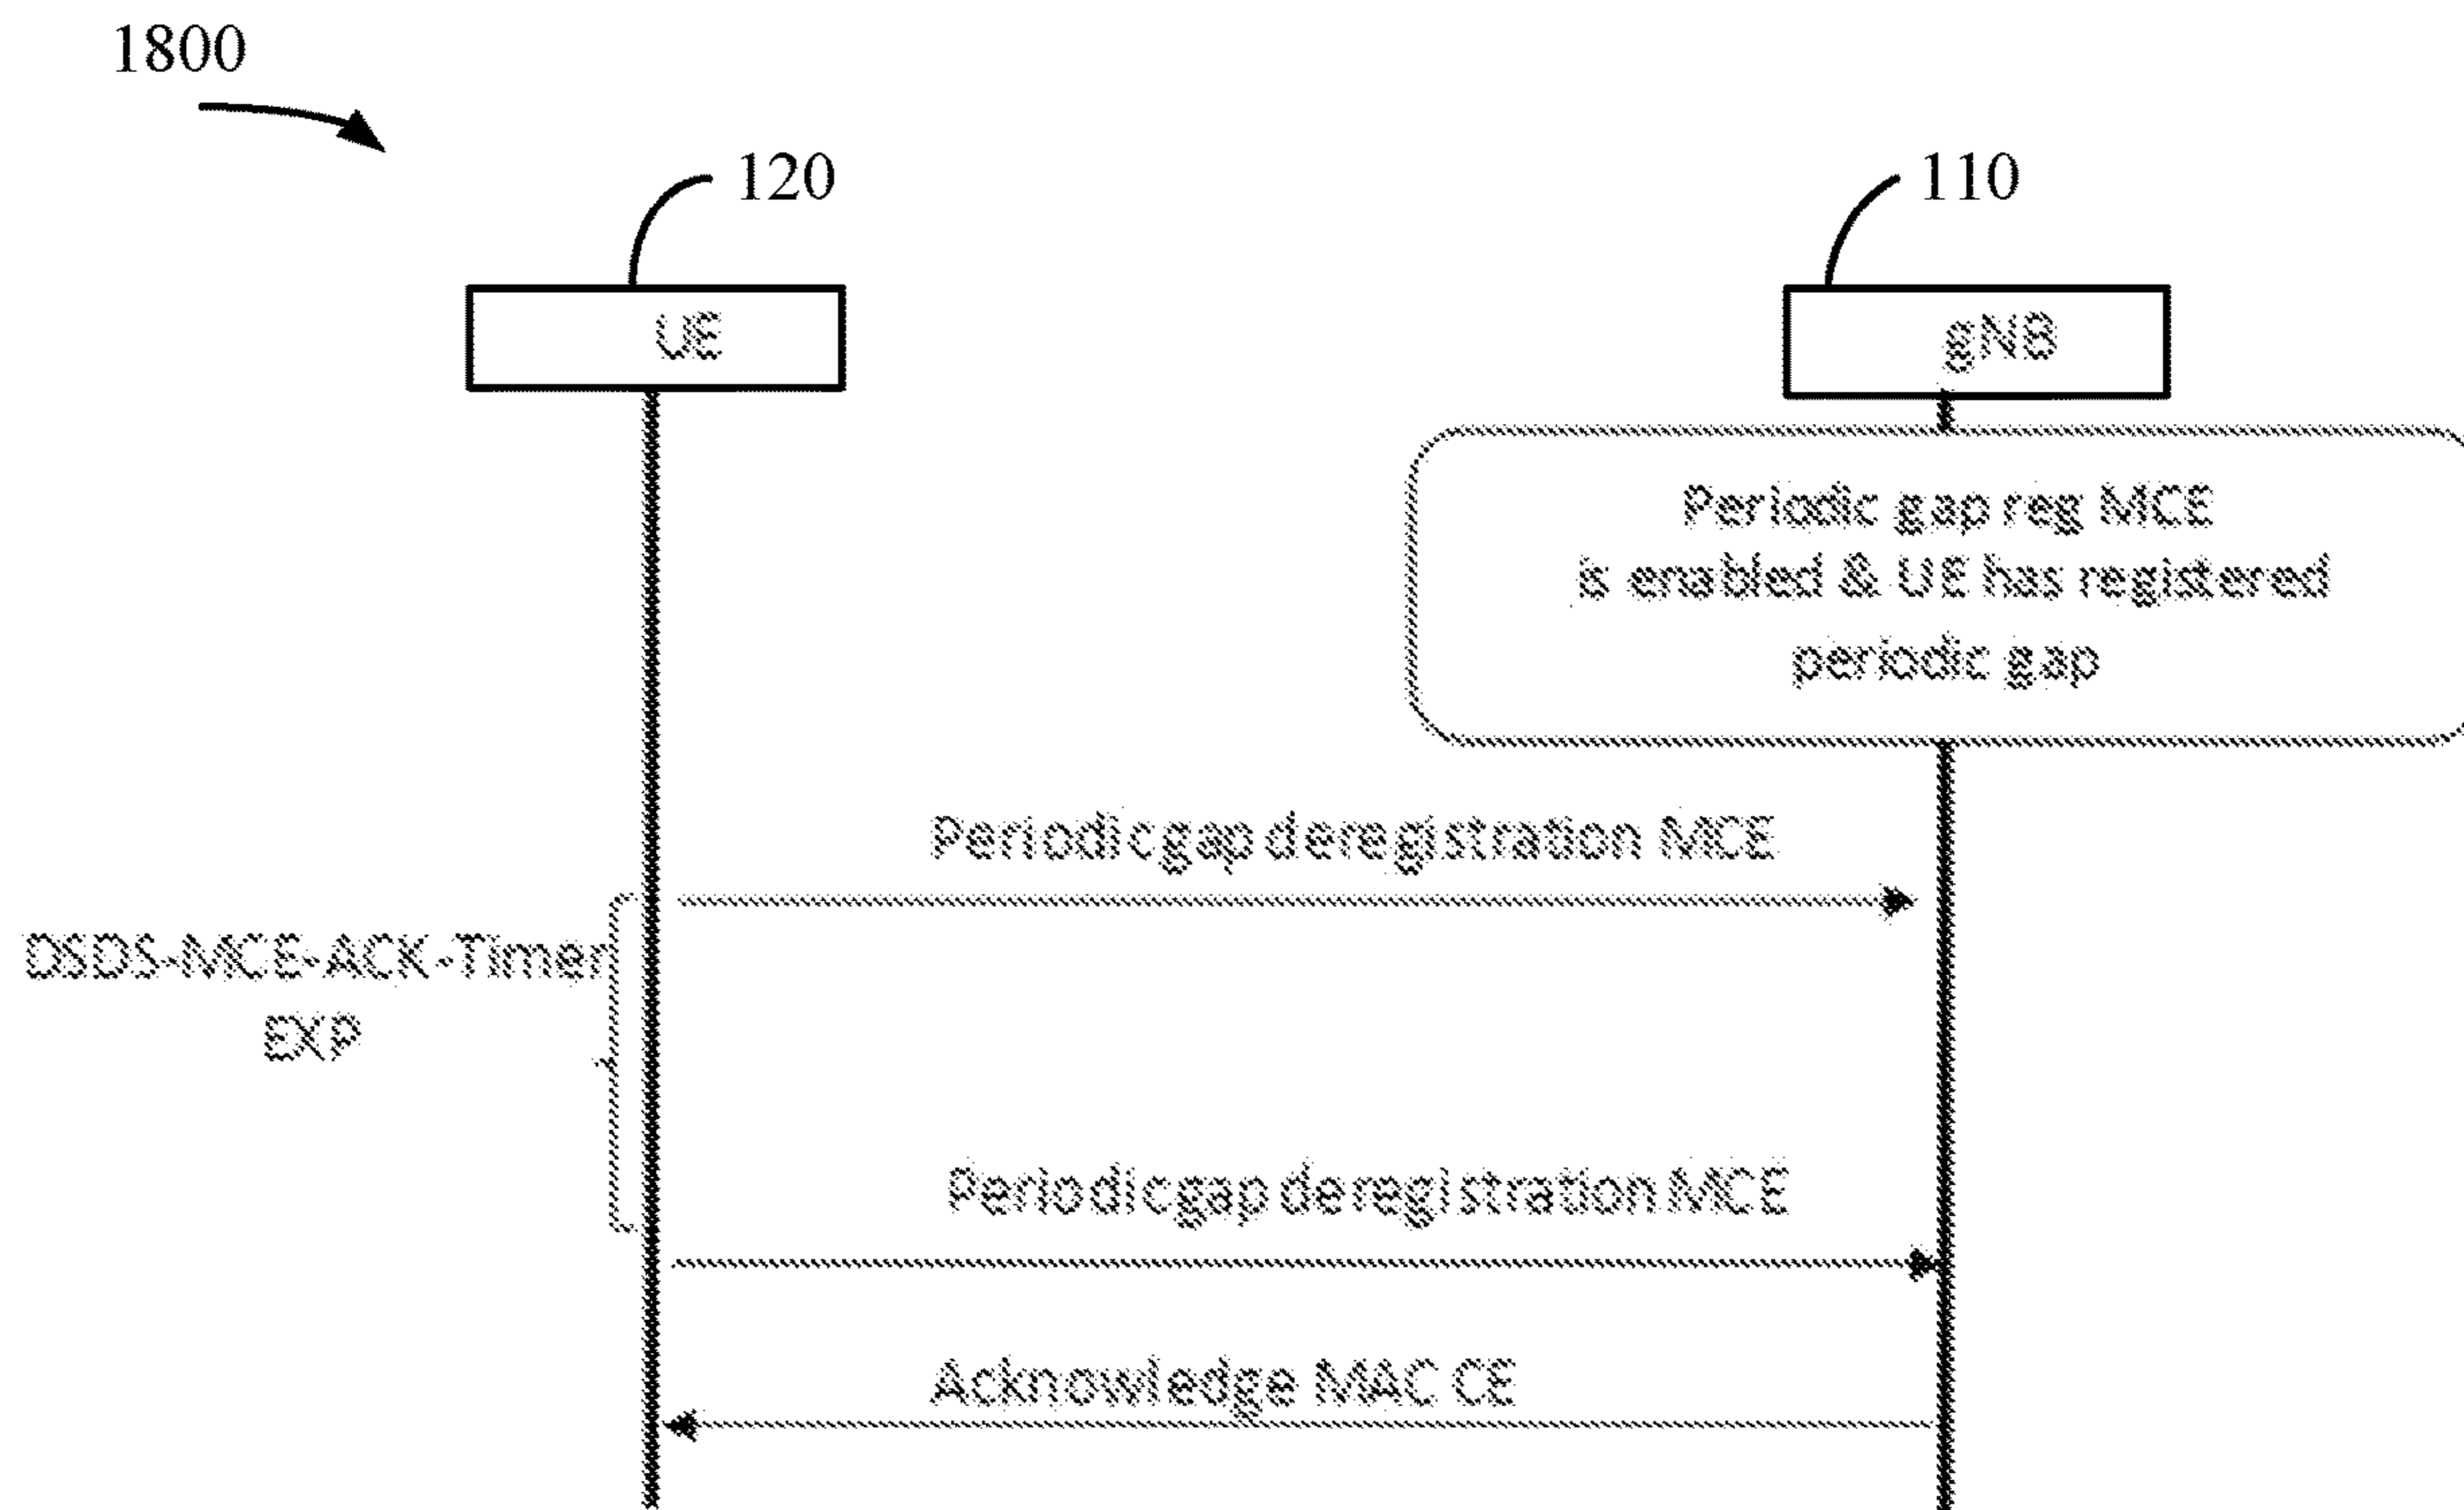 1800
120
110
UE
gNB
Periodic gap reg MCE
is enabled & UE has registered
periodic gap
Periodic gap deregistration MCE
DSDS-MCE-ACK-Timer
EXP
Periodic gap deregistration MCE
Acknowledge MAC CE